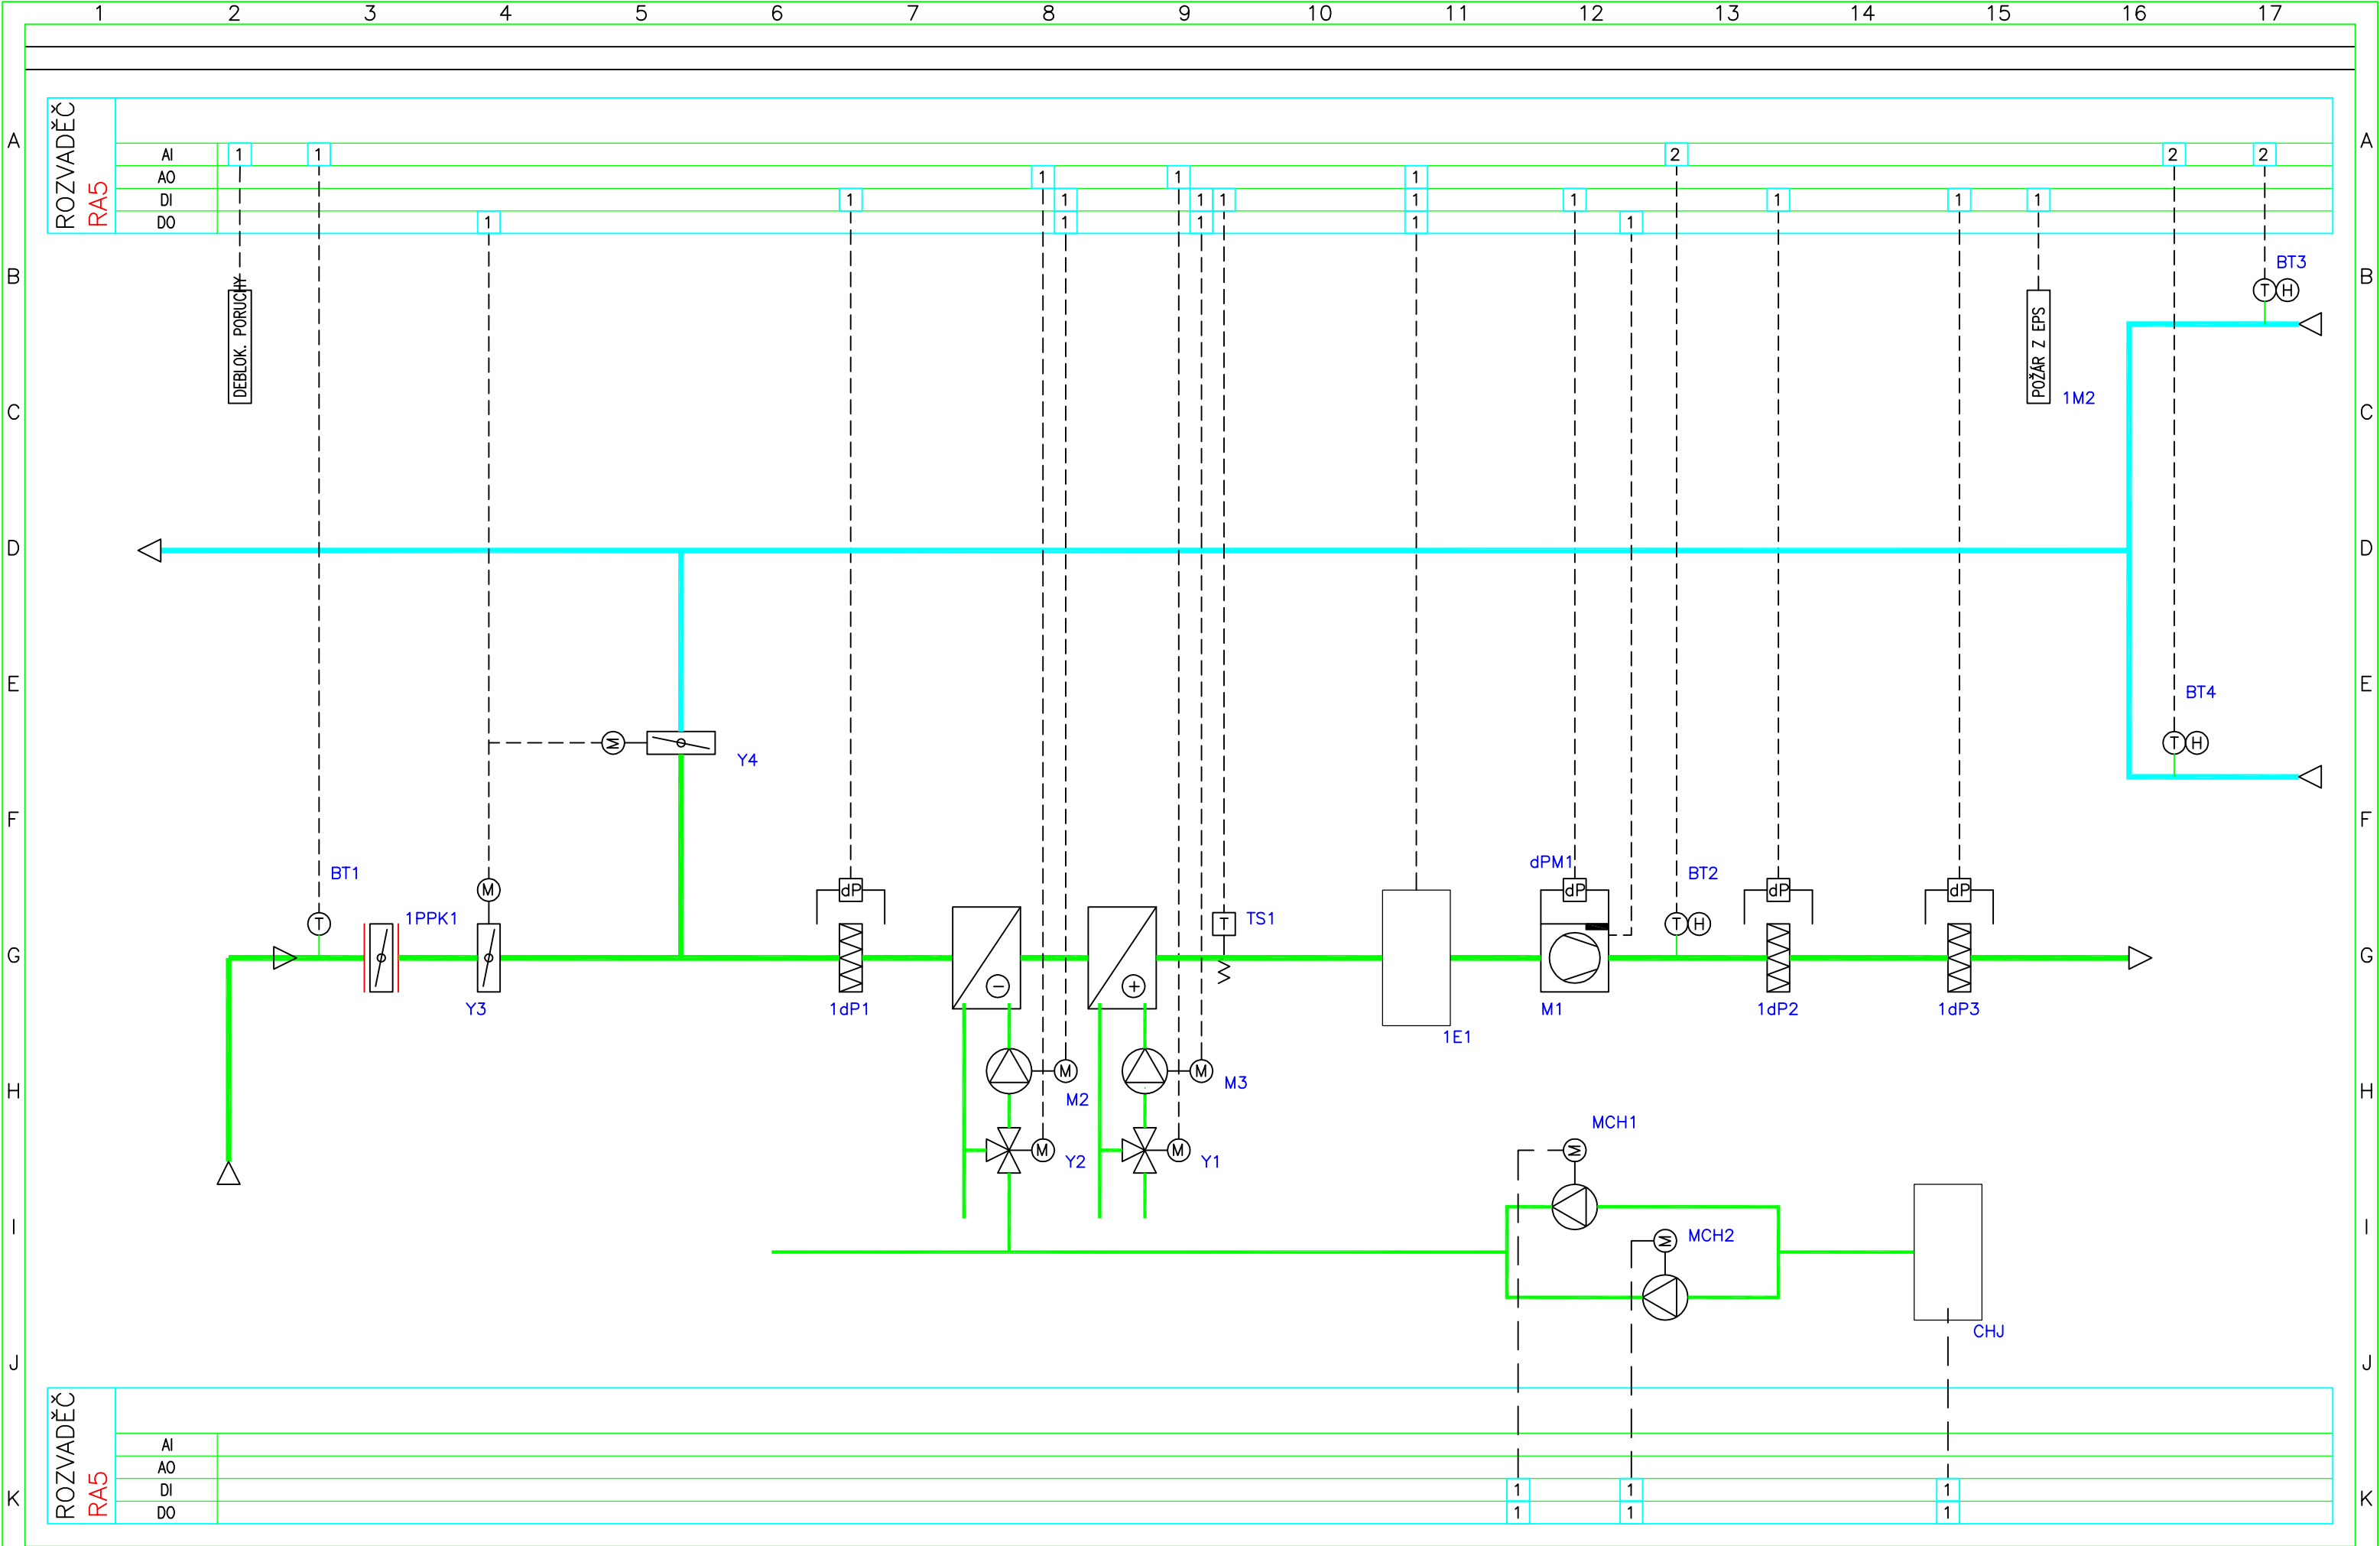 1 2 3 4 5 6 7 8 9 10 11 12 13 14 15 16 17
ROZVADĚČ
RA5
A A
AI 1 1 2 2 2
AO 1 1 1
DI 1 1 1 1 1 1 1 1 1
DO 1 1 1 1 1
B B
BT3
T H
DEBLOK. PORUCHY
POŽÁR Z EPS
1M2
C C
D D
E E
BT4
T H
M
Y4
F F
BT1
T
1PPK1
M
Y3
dP
1dP1
T
TS1
dPM1
dP
BT2
T H
dP
dP
G G
M1
1dP2
1dP3
1E1
M
M2
M
M3
H H
M
Y2
M
Y1
MCH1
M
I I
M
MCH2
CHJ
J J
ROZVADĚČ
RA5
AI
AO
DI 1 1 1
K K
DO 1 1 1